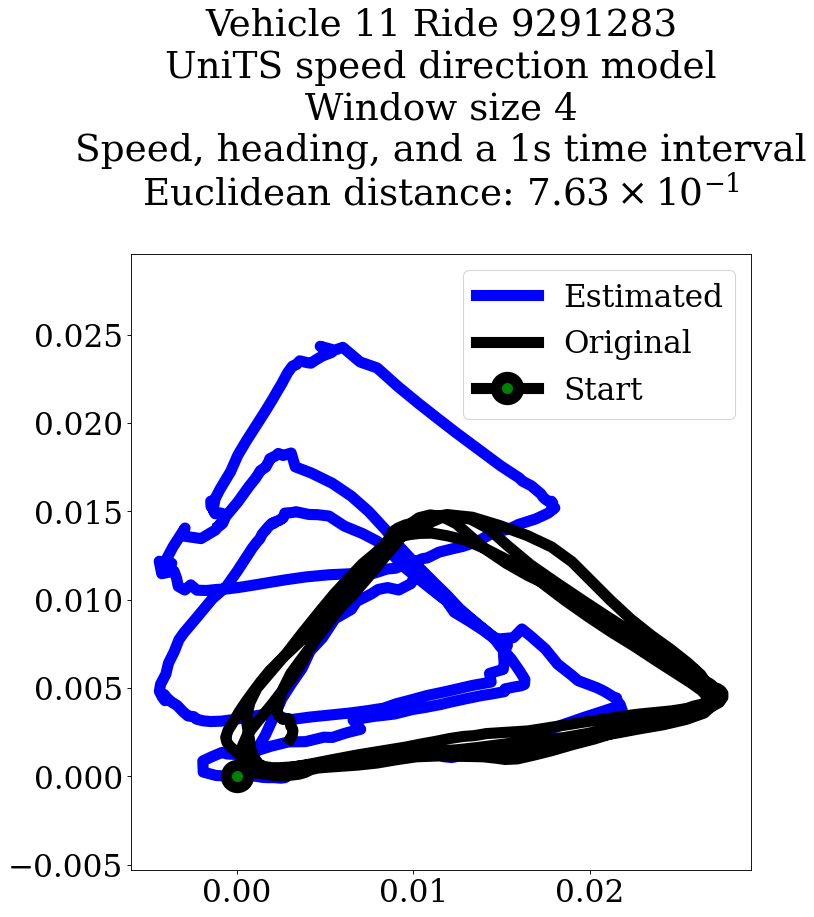 Vehicle 11 Ride 9291283
UniTS speed direction model
Window size 4
Speed, heading, and a 1s time interval
Euclidean distance: 7.63 × 10⁻¹
Estimated
Original
Start
0.025
0.020
0.015
0.010
0.005
0.000
−0.005
0.00 0.01 0.02